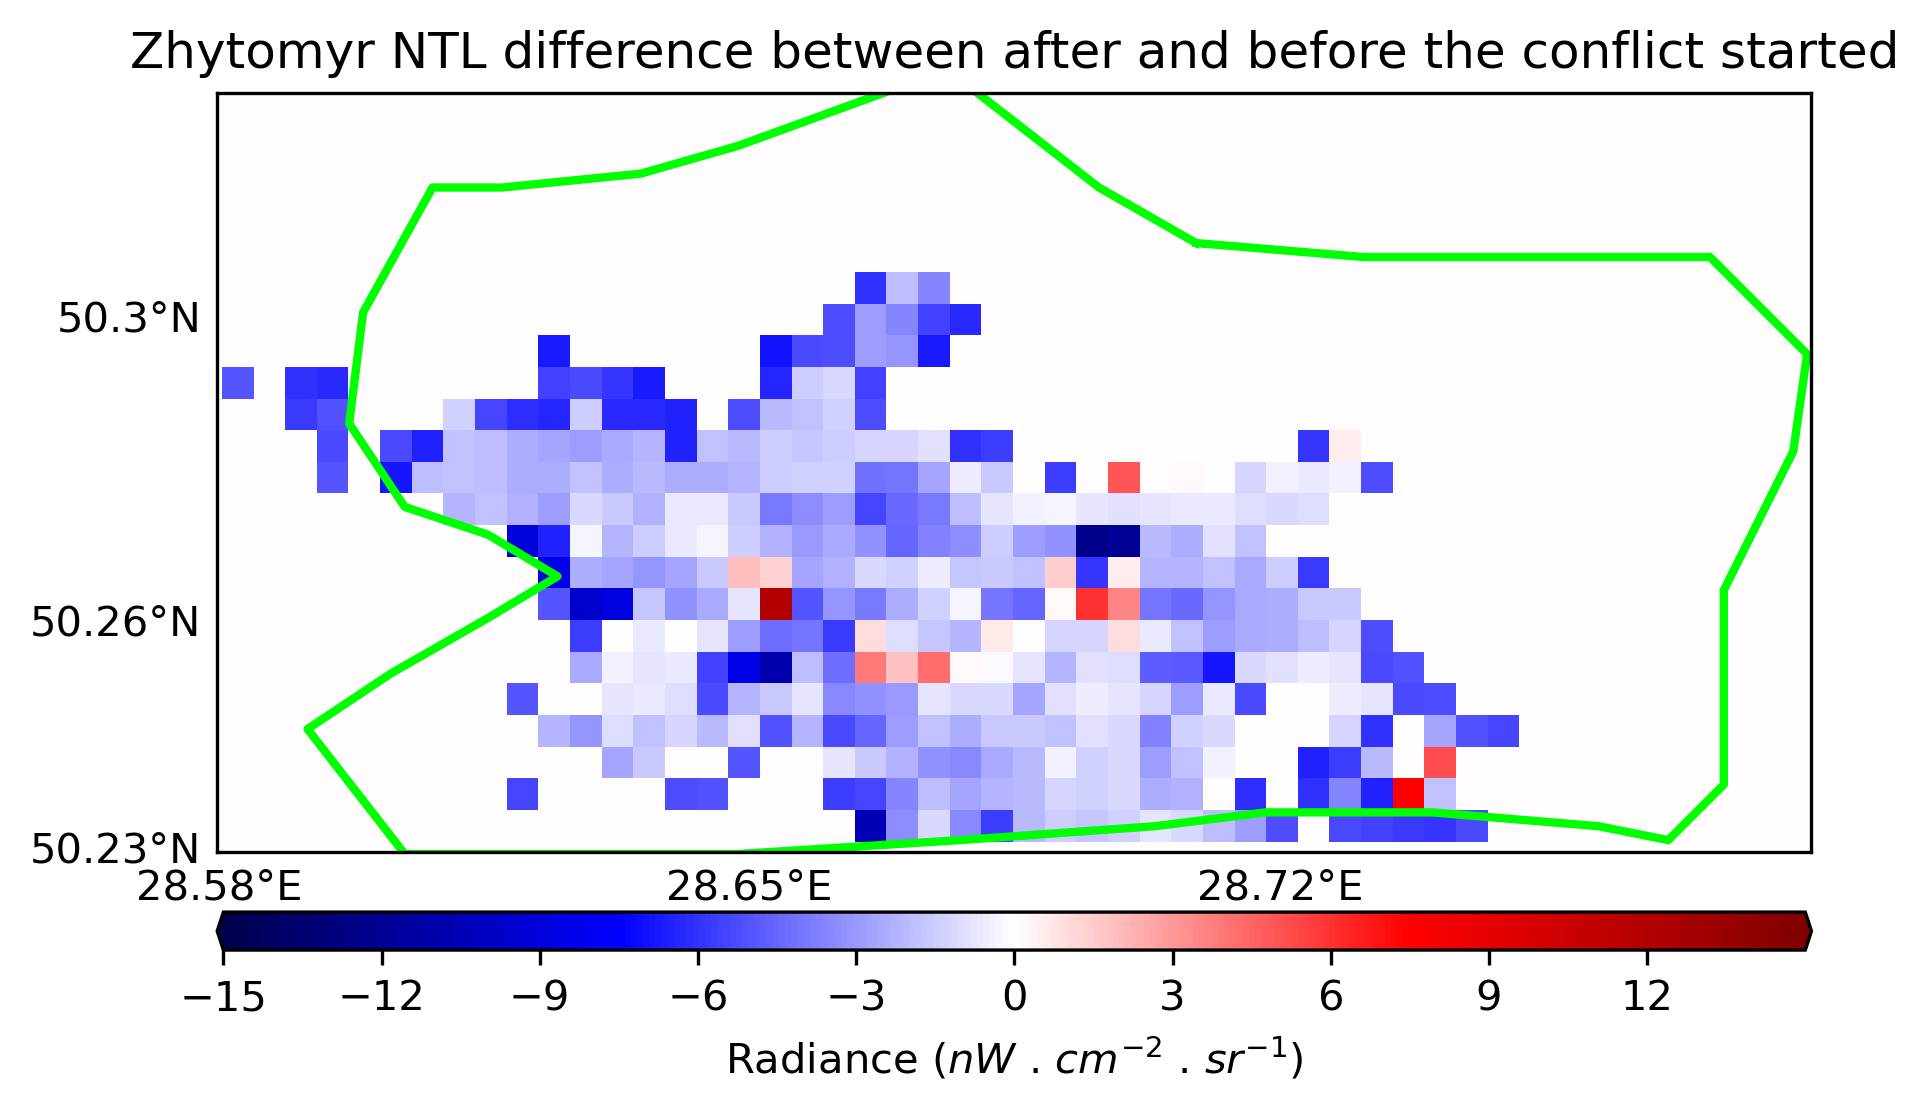 Zhytomyr NTL difference between after and before the conflict started
50.3°N
50.26°N
50.23°N
28.58°E 28.65°E 28.72°E
−15 −12 −9 −6 −3 0 3 6 9 12
Radiance (nW . cm⁻² . sr⁻¹)